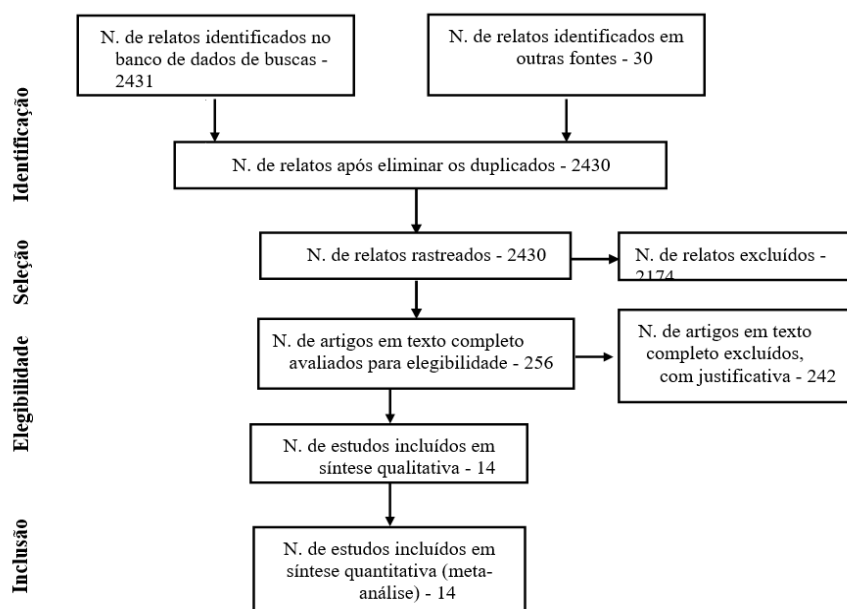 N. de relatos identificados no
banco de dados de buscas -
2431
N. de relatos identificados em
outras fontes - 30
Identificação
N. de relatos após eliminar os duplicados - 2430
Seleção
N. de relatos rastreados - 2430
N. de relatos excluídos -
2174
Elegibilidade
N. de artigos em texto completo
avaliados para elegibilidade - 256
N. de artigos em texto
completo excluídos,
com justificativa - 242
N. de estudos incluídos em
síntese qualitativa - 14
Inclusão
N. de estudos incluídos em
síntese quantitativa (meta-
análise) - 14